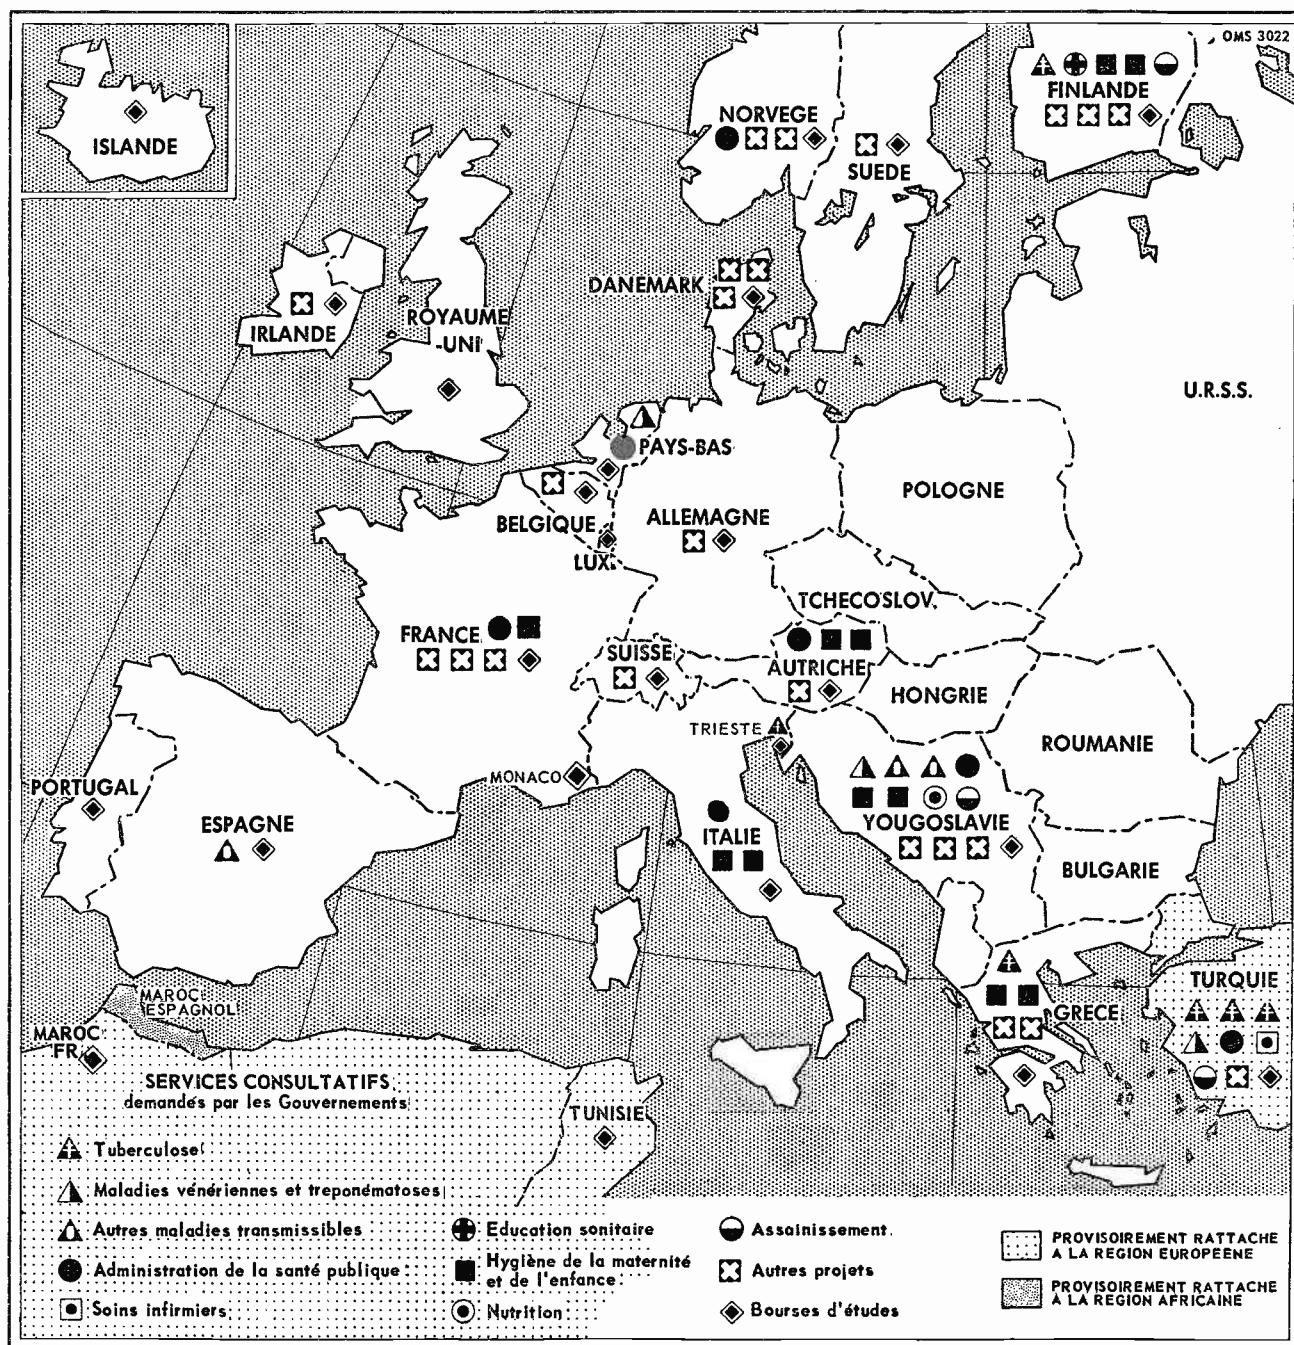 OMS 3022
ISLANDE
FINLANDE
NORVEGE
SUEDE
DANEMARK
IRLANDE
ROYAUME
-UNI
U.R.S.S.
PAYS-BAS
POLOGNE
BELGIQUE
ALLEMAGNE
LUX.
TCHECOSLOV.
FRANCE
SUISSE
AUTRICHE
HONGRIE
TRIESTE
ROUMANIE
MONACO
PORTUGAL
ESPAGNE
ITALIE
YOUGOSLAVIE
BULGARIE
TURQUIE
MAROC
ESPAGNOL
GRECE
MAROC
FR.
TUNISIE
SERVICES CONSULTATIFS
demandés par les Gouvernements
Tuberculose
Maladies vénériennes et treponématoses
Autres maladies transmissibles
Administration de la santé publique
Soins infirmiers
Education sonitaire
Hygiène de la maternité
et de l'enfance
Nutrition
Assainissement
Autres projets
Bourses d'études
PROVISOIREMENT RATTACHE
A LA REGION EUROPEENE
PROVISOIREMENT RATTACHE
A LA REGION AFRICAINE